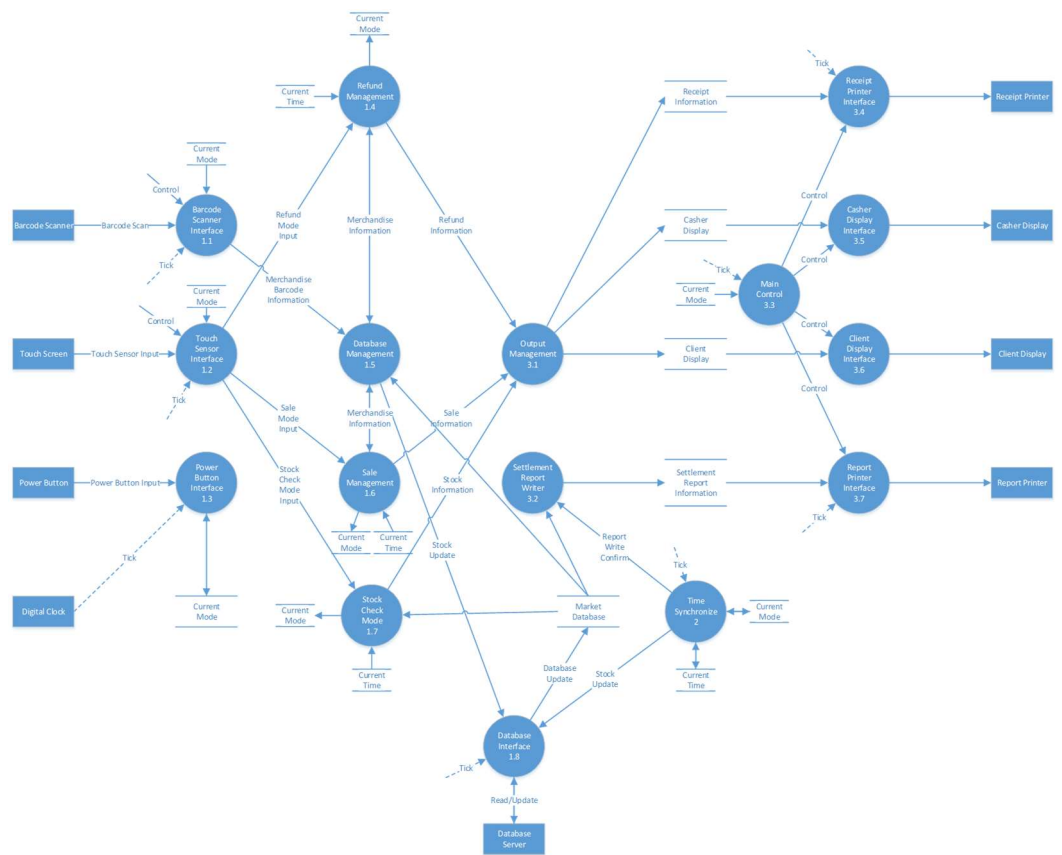 Current
Mode
Tick
Refund
Management
1.4
Current
Time
Receipt
Information
Receipt
Printer
Interface
3.4
Receipt Printer
Current
Mode
Control
Barcode Scanner
Barcode Scan
Barcode
Scanner
Interface
1.1
Tick
Refund
Mode
Input
Merchandise
Information
Refund
Information
Casher
Display
Control
Casher
Display
Interface
3.5
Casher Display
Control
Merchandise
Barcode
Information
Tick
Current
Mode
Main
Control
3.3
Current
Mode
Control
Touch Screen
Touch Sensor Input
Touch
Sensor
Interface
1.2
Tick
Database
Management
1.5
Output
Management
3.1
Client
Display
Control
Client
Display
Interface
3.6
Client Display
Control
Sale
Mode
Input
Merchandise
Information
Sale
Information
Power Button
Power Button Input
Power
Button
Interface
1.3
Stock
Check
Mode
Input
Sale
Management
1.6
Stock
Information
Settlement
Report
Writer
3.2
Settlement
Report
Information
Report
Printer
Interface
3.7
Report Printer
Tick
Current
Mode
Current
Time
Stock
Update
Report
Write
Confirm
Tick
Tick
Digital Clock
Current
Mode
Current
Mode
Stock
Check
Mode
1.7
Market
Database
Time
Synchronize
2
Current
Mode
Current
Time
Database
Update
Stock
Update
Current
Time
Database
Interface
1.8
Tick
Read/Update
Database
Server